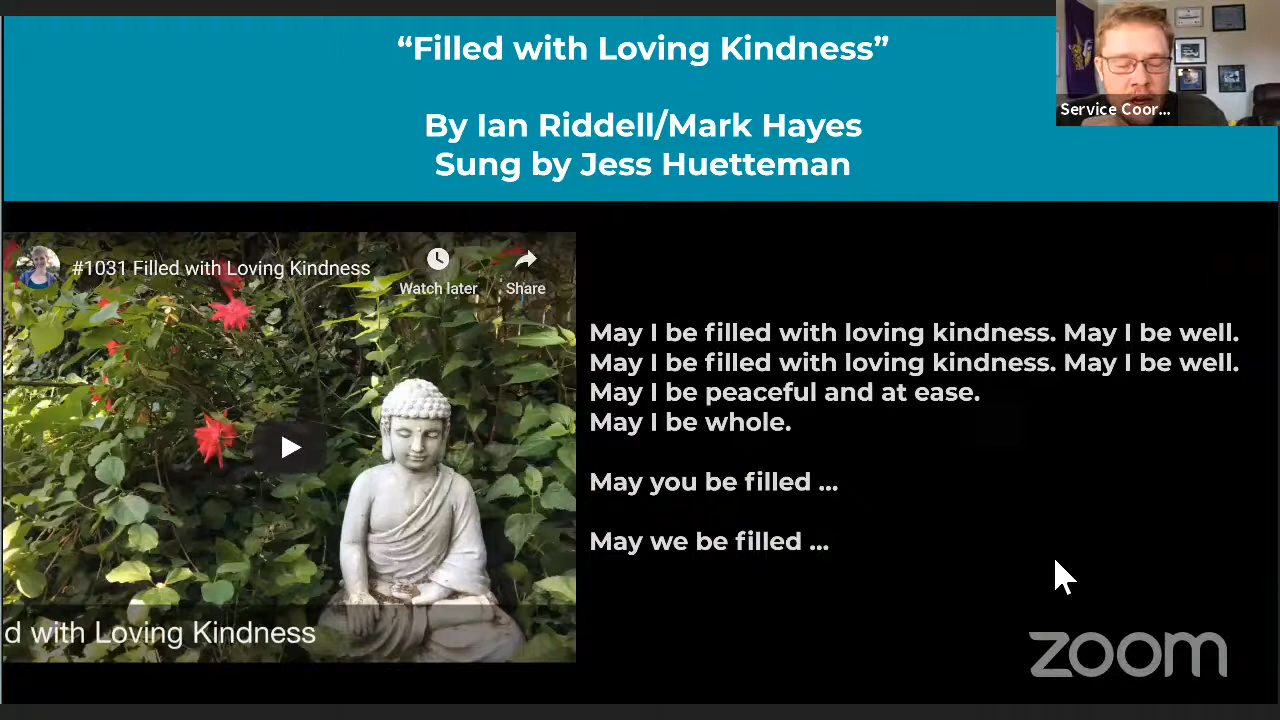 “Filled with Loving Kindness”
By Ian Riddell/Mark Hayes
Sung by Jess Huetteman
Service Coor...
#1031 Filled with Loving Kindness
Watch later
Share
d with Loving Kindness
May I be filled with loving kindness. May I be well.
May I be filled with loving kindness. May I be well.
May I be peaceful and at ease.
May I be whole.
May you be filled ...
May we be filled ...
zoom